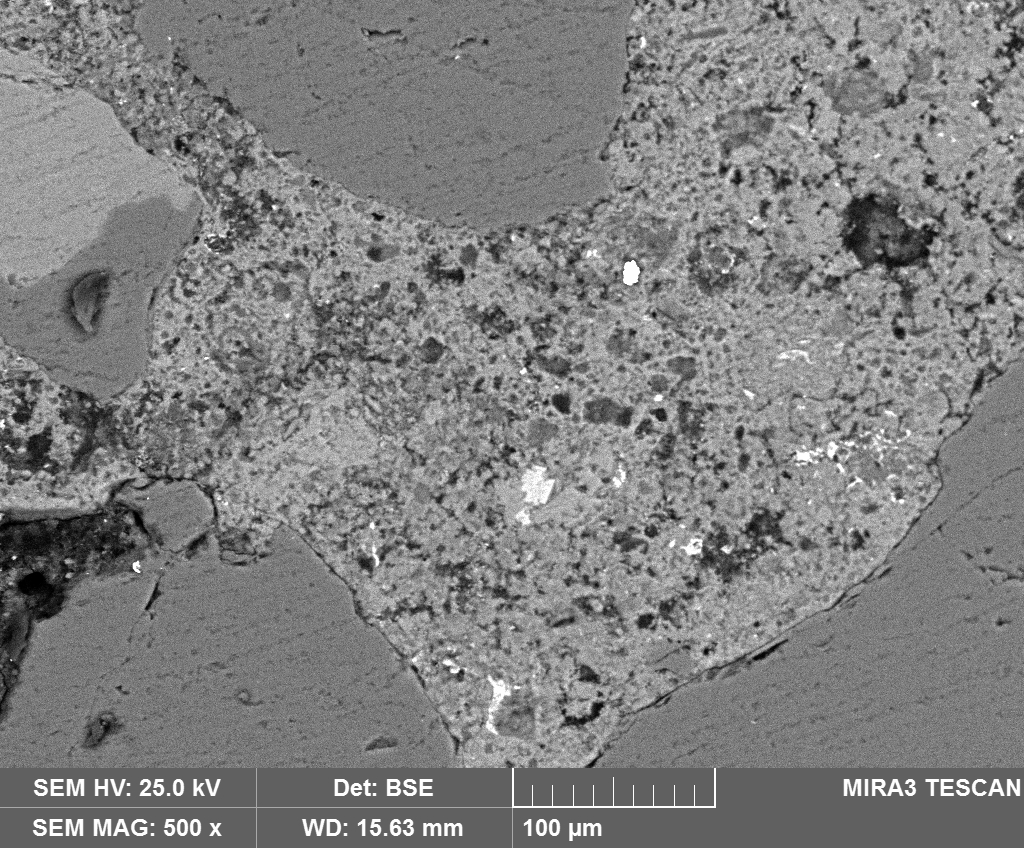 SEM HV: 25.0 kV Det: BSE MIRA3 TESCAN
SEM MAG: 500 x WD: 15.63 mm 100 µm